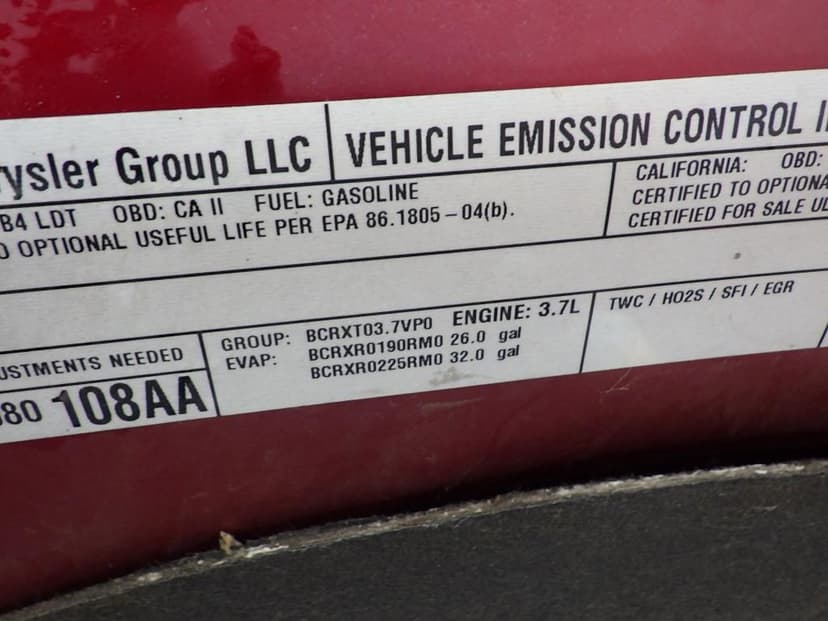 rysler Group LLC
VEHICLE EMISSION CONTROL I
B4 LDT OBD: CA II FUEL: GASOLINE
O OPTIONAL USEFUL LIFE PER EPA 86.1805-04(b).
CALIFORNIA: OBD:
CERTIFIED TO OPTIONA
CERTIFIED FOR SALE UL
USTMENTS NEEDED
80 108AA
GROUP: BCRXT03.7VP0 ENGINE: 3.7L
EVAP: BCRXR0190RM0 26.0 gal
BCRXR0225RM0 32.0 gal
TWC / HO2S / SFI / EGR